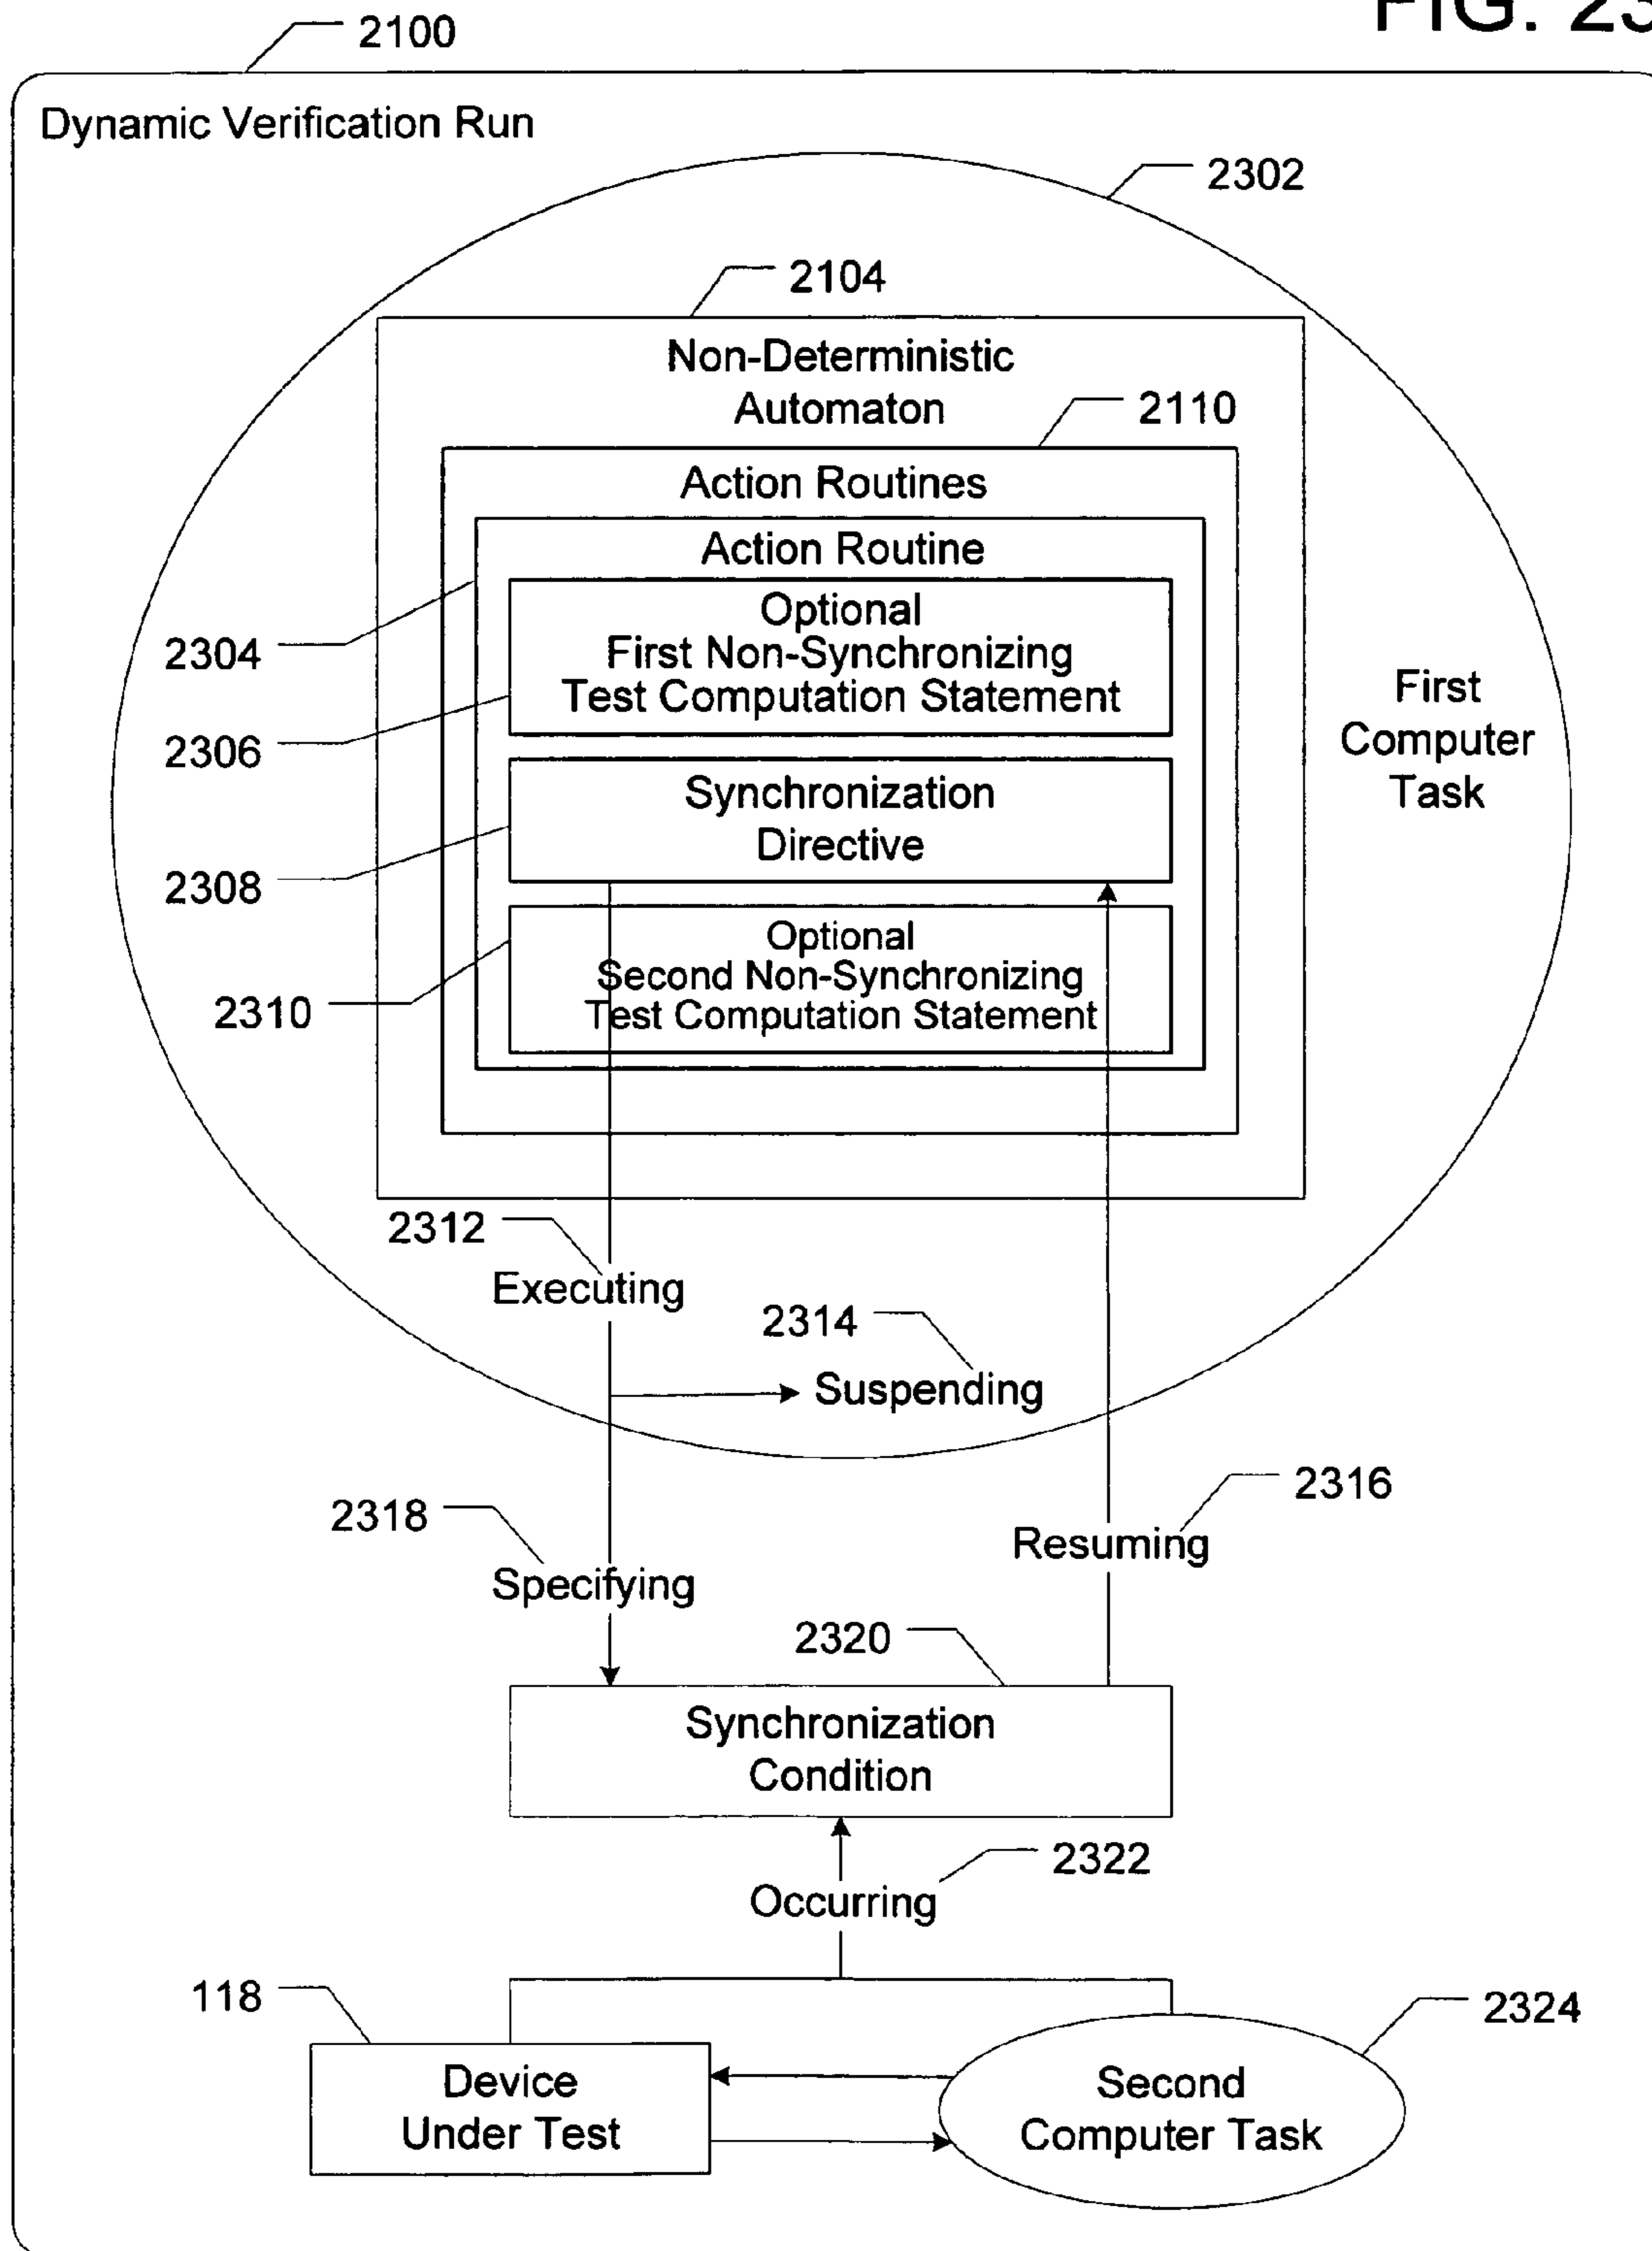 FIG. 23
2100
Dynamic Verification Run
2302
2104
Non-Deterministic
Automaton
2110
Action Routines
Action Routine
Optional
First Non-Synchronizing
Test Computation Statement
2304
2306
First
Computer
Task
Synchronization
Directive
2308
Optional
Second Non-Synchronizing
Test Computation Statement
2310
2312
Executing
2314
Suspending
2316
2318
Resuming
Specifying
2320
Synchronization
Condition
2322
Occurring
118
2324
Device
Under Test
Second
Computer Task